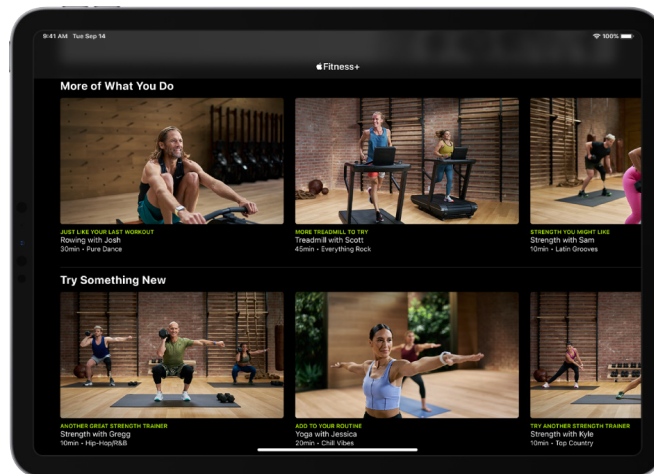 9:41 AM Tue Sep 14
100%
Fitness+
More of What You Do
JUST LIKE YOUR LAST WORKOUT
Rowing with Josh
30min • Pure Dance
MORE TREADMILL TO TRY
Treadmill with Scott
45min • Everything Rock
STRENGTH YOU MIGHT LIKE
Strength with Sam
10min • Latin Grooves
Try Something New
ANOTHER GREAT STRENGTH TRAINER
Strength with Gregg
10min • Hip-Hop/R&B
ADD TO YOUR ROUTINE
Yoga with Jessica
20min • Chill Vibes
TRY ANOTHER STRENGTH TRAINER
Strength with Kyle
10min • Top Country